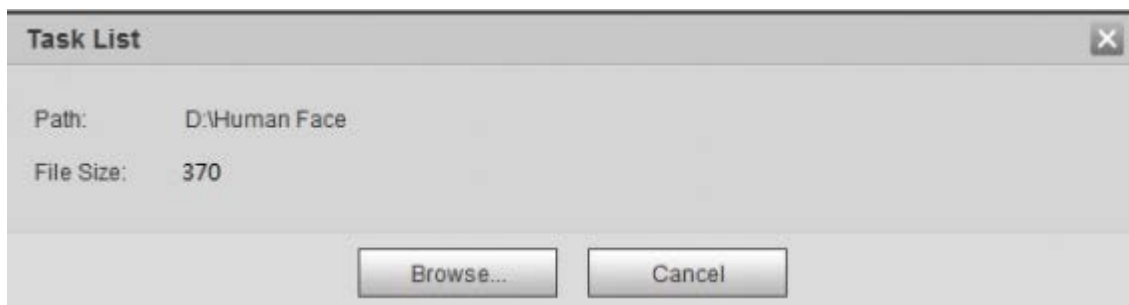 Task List
Path: D:\Human Face
File Size: 370
Browse... Cancel